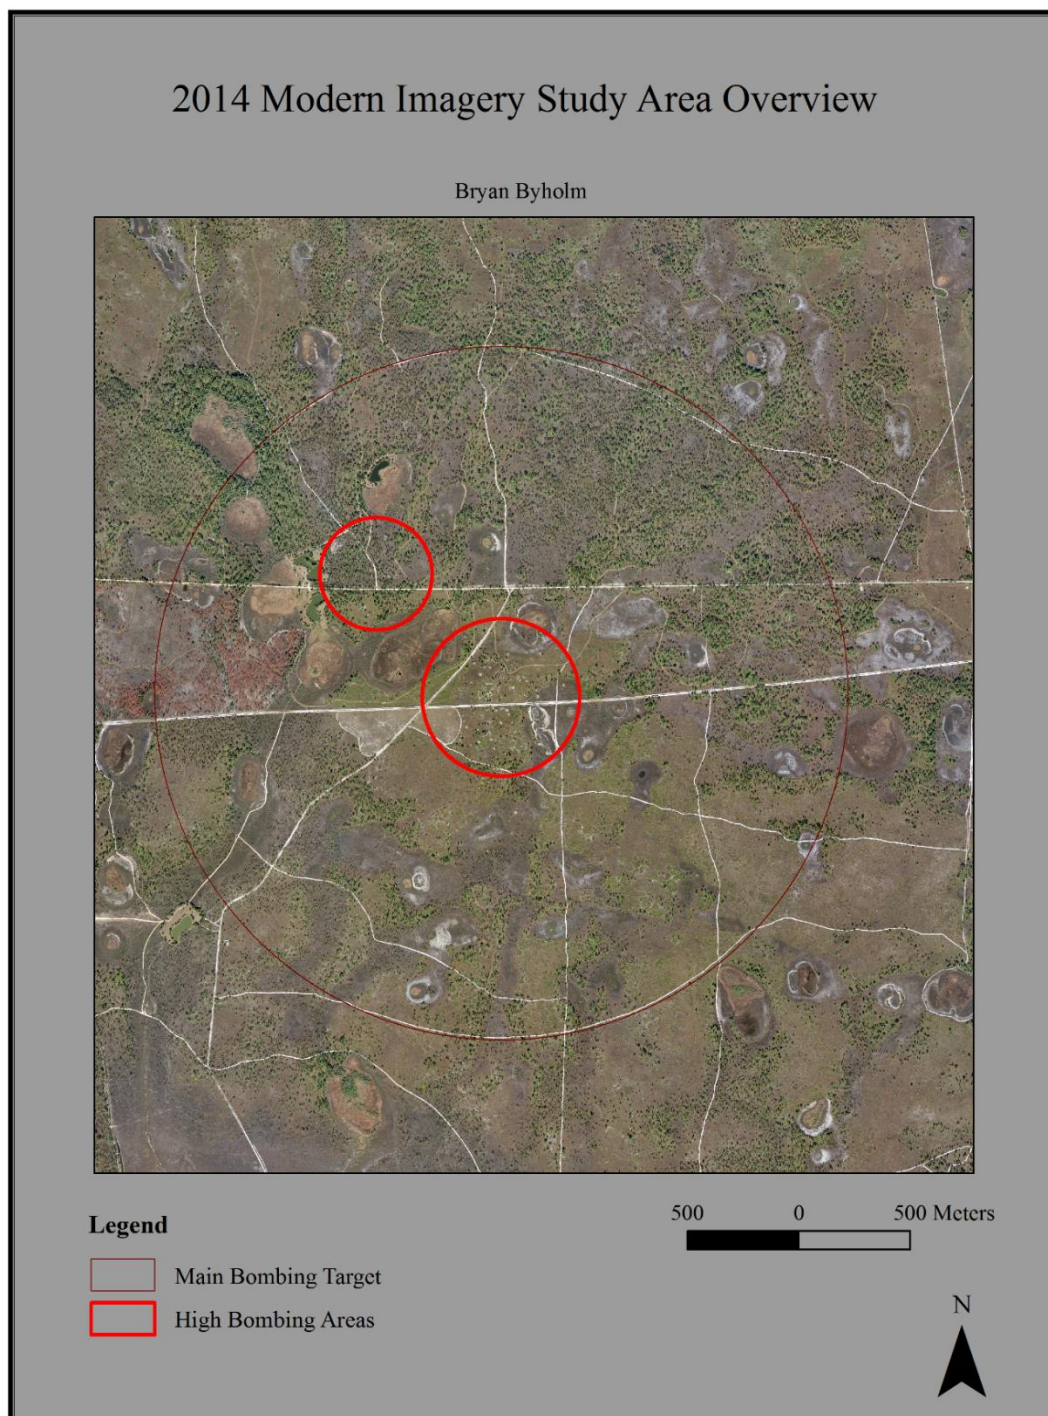 2014 Modern Imagery Study Area Overview
Bryan Byholm
Legend
Main Bombing Target
High Bombing Areas
500 0 500 Meters
N